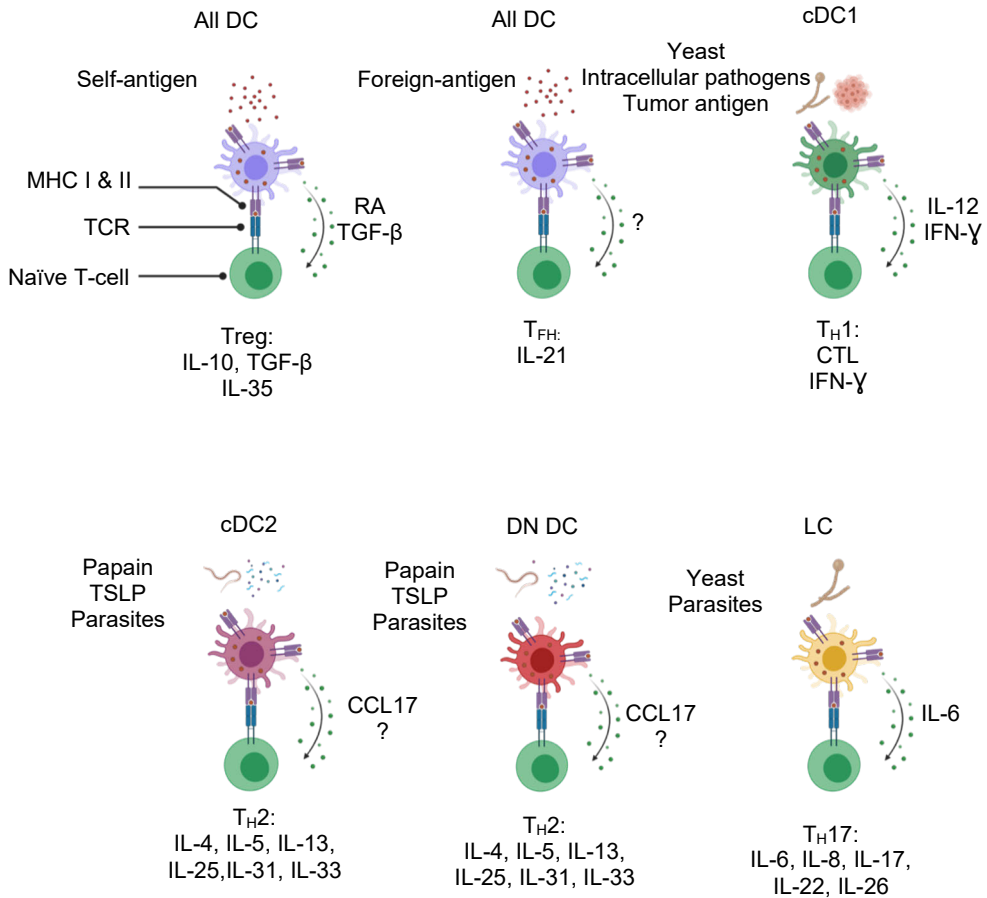 All DC
Self-antigen
MHC I & II
TCR
Naïve T-cell
RA
TGF-β
Treg:
IL-10, TGF-β
IL-35
All DC
Foreign-antigen
?
TFH:
IL-21
cDC1
Yeast
Intracellular pathogens
Tumor antigen
IL-12
IFN-Ɣ
TH1:
CTL
IFN-Ɣ
cDC2
Papain
TSLP
Parasites
CCL17
?
TH2:
IL-4, IL-5, IL-13,
IL-25,IL-31, IL-33
DN DC
Papain
TSLP
Parasites
CCL17
?
TH2:
IL-4, IL-5, IL-13,
IL-25, IL-31, IL-33
LC
Yeast
Parasites
IL-6
TH17:
IL-6, IL-8, IL-17,
IL-22, IL-26